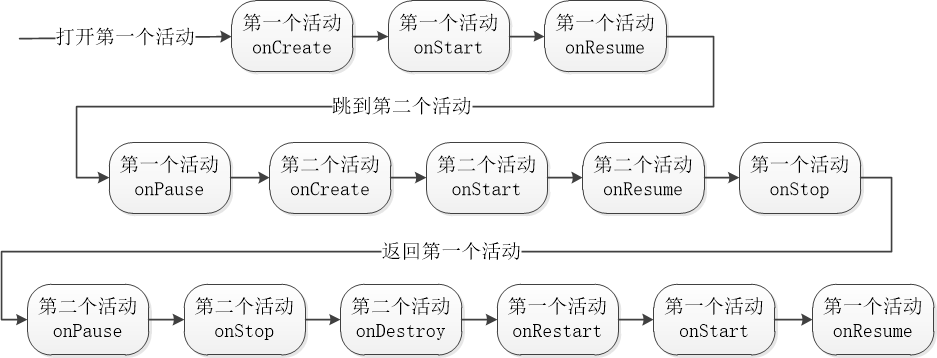 打开第一个活动
第一个活动
onCreate
第一个活动
onStart
第一个活动
onResume
跳到第二个活动
第一个活动
onPause
第二个活动
onCreate
第二个活动
onStart
第二个活动
onResume
第一个活动
onStop
返回第一个活动
第二个活动
onPause
第二个活动
onStop
第二个活动
onDestroy
第一个活动
onRestart
第一个活动
onStart
第一个活动
onResume